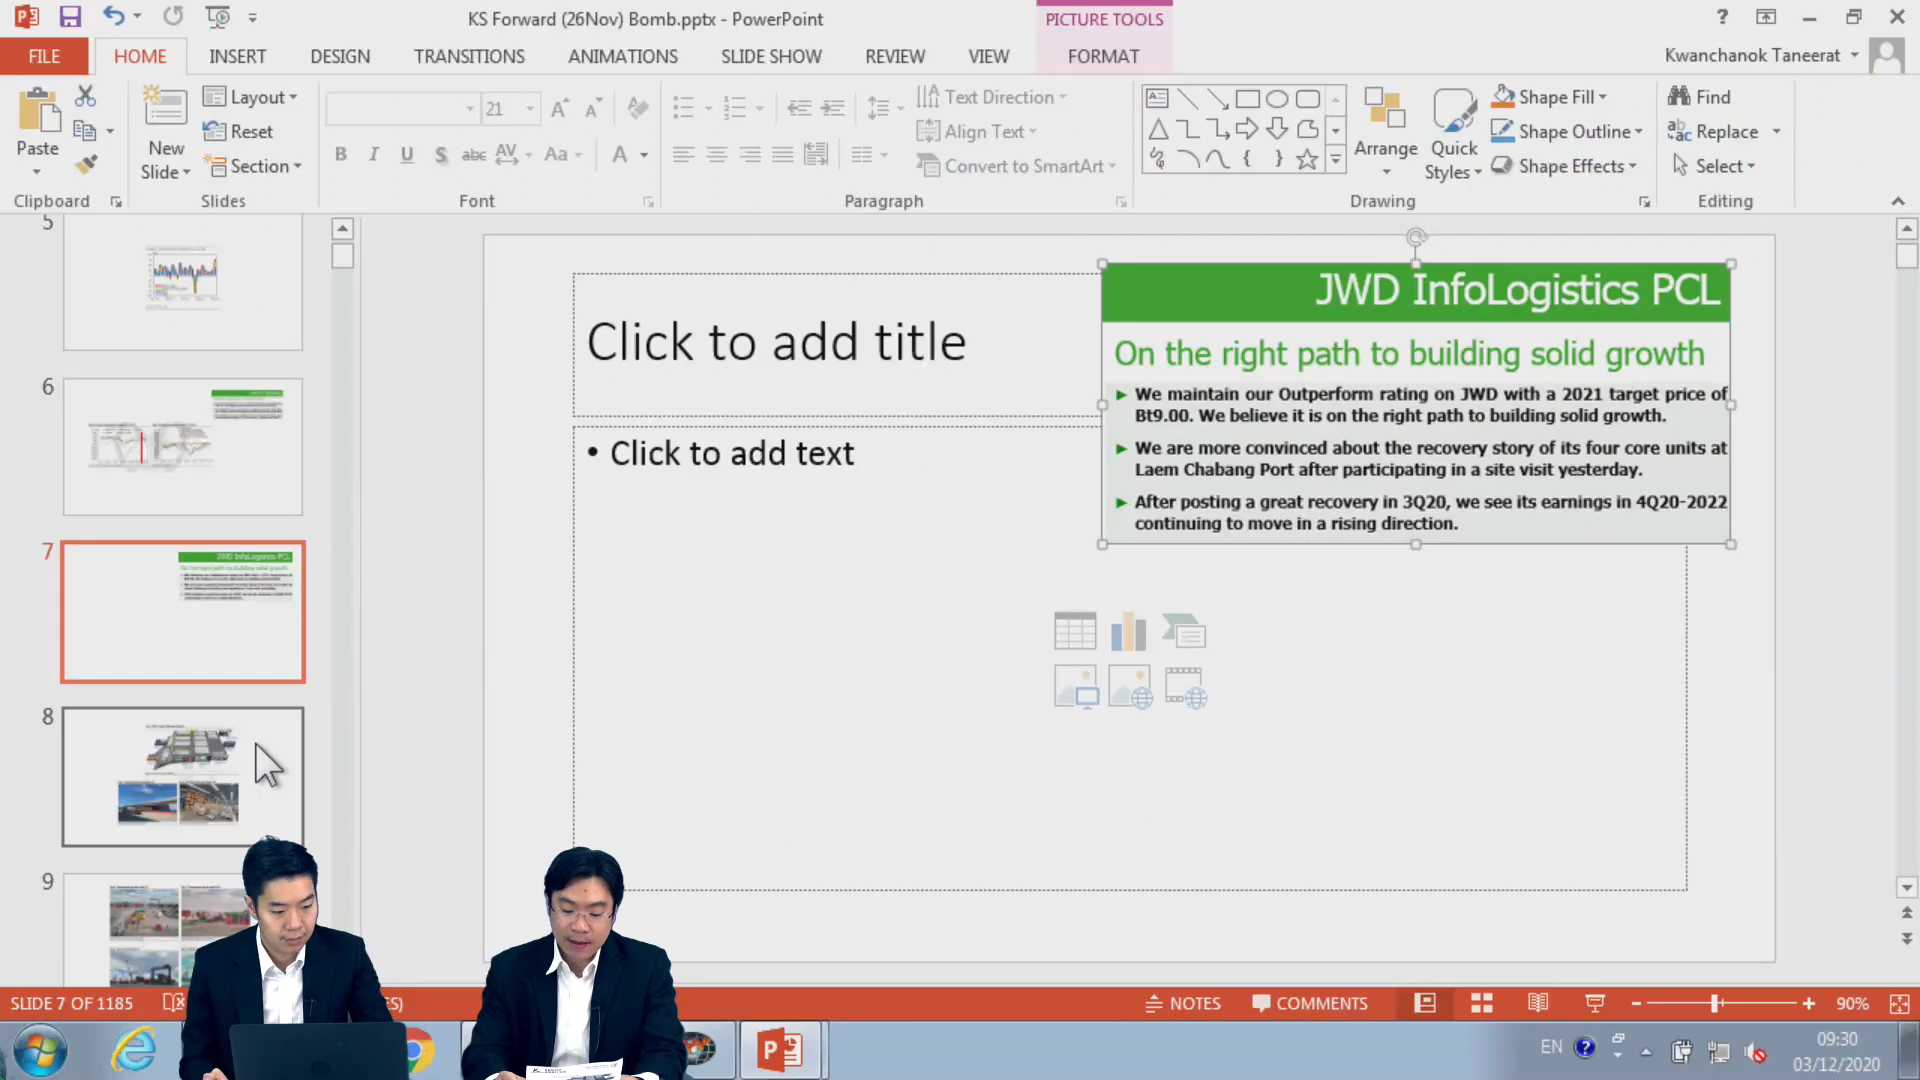 KS Forward (26Nov) Bomb.pptx - PowerPoint
PICTURE TOOLS
FILE
HOME
INSERT
DESIGN
TRANSITIONS
ANIMATIONS
SLIDE SHOW
REVIEW
VIEW
FORMAT
Kwanchanok Taneerat
Paste
Clipboard
New
Slide
Layout
Reset
Section
Slides
21
Font
Text Direction
Align Text
Convert to SmartArt
Paragraph
Arrange
Quick
Styles
Shape Fill
Shape Outline
Shape Effects
Drawing
Find
Replace
Select
Editing
5
6
7
8
9
Click to add title
• Click to add text
JWD InfoLogistics PCL
On the right path to building solid growth
► We maintain our Outperform rating on JWD with a 2021 target price of
Bt9.00. We believe it is on the right path to building solid growth.
► We are more convinced about the recovery story of its four core units at
Laem Chabang Port after participating in a site visit yesterday.
► After posting a great recovery in 3Q20, we see its earnings in 4Q20-2022
continuing to move in a rising direction.
SLIDE 7 OF 1185
NOTES
COMMENTS
90%
EN
09:30
03/12/2020